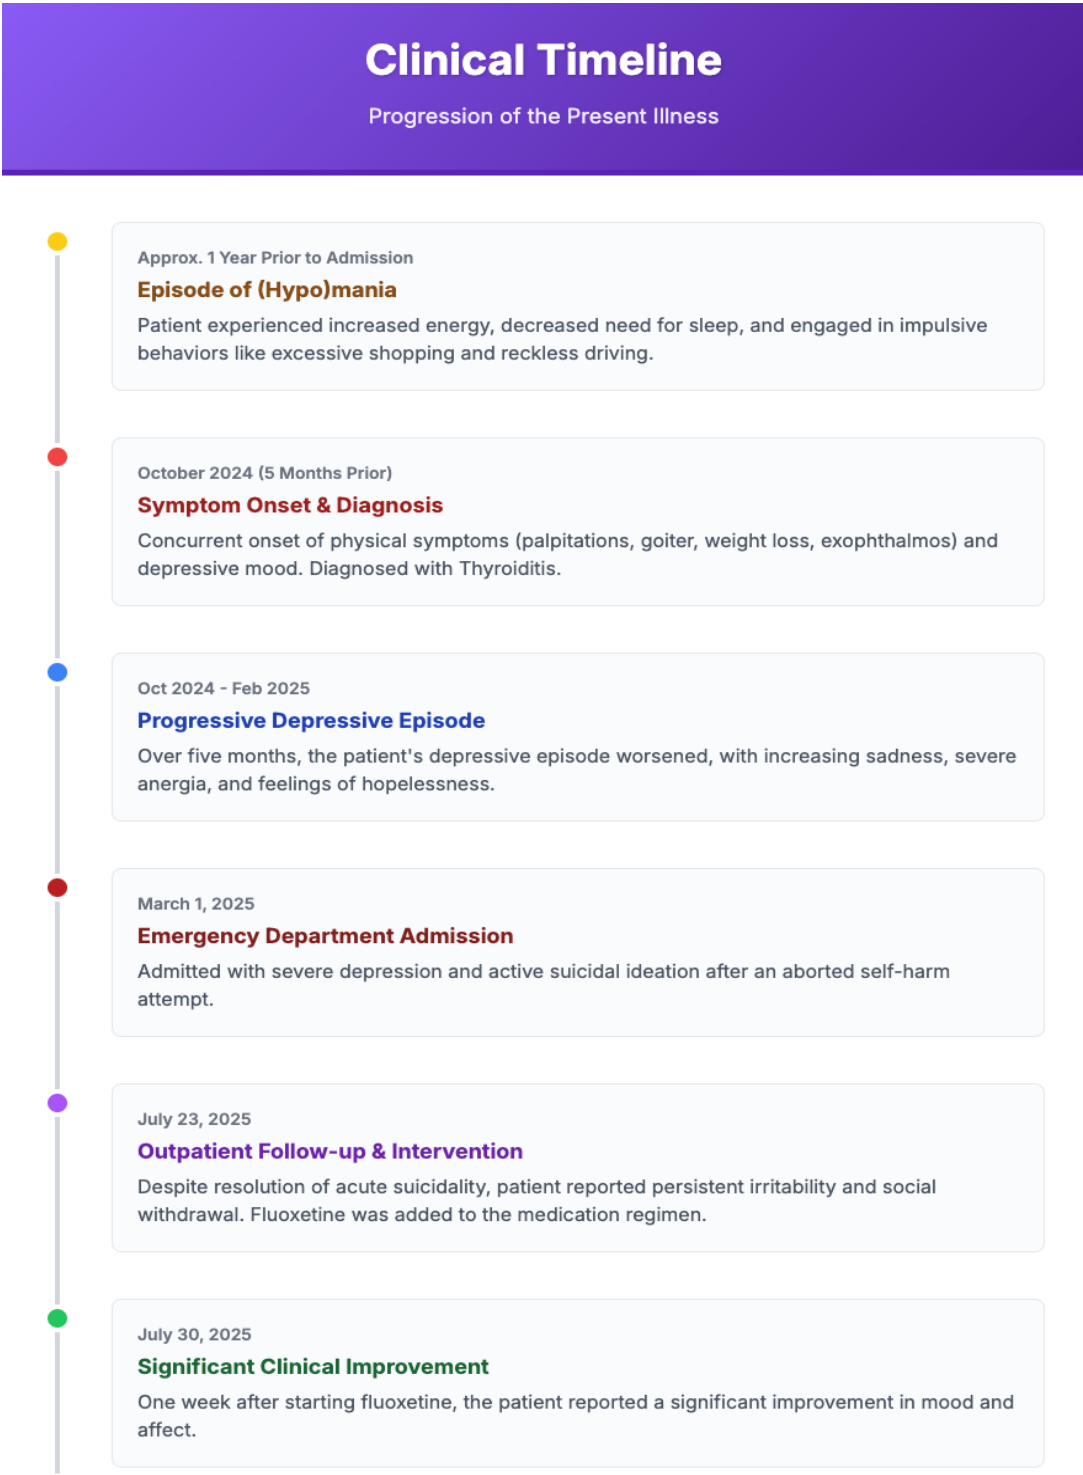 Clinical Timeline
Progression of the Present Illness
Approx. 1 Year Prior to Admission
Episode of (Hypo)mania
Patient experienced increased energy, decreased need for sleep, and engaged in impulsive
behaviors like excessive shopping and reckless driving.
October 2024 (5 Months Prior)
Symptom Onset & Diagnosis
Concurrent onset of physical symptoms (palpitations, goiter, weight loss, exophthalmos) and
depressive mood. Diagnosed with Thyroiditis.
Oct 2024 - Feb 2025
Progressive Depressive Episode
Over five months, the patient's depressive episode worsened, with increasing sadness, severe
anergia, and feelings of hopelessness.
March 1, 2025
Emergency Department Admission
Admitted with severe depression and active suicidal ideation after an aborted self-harm
attempt.
July 23, 2025
Outpatient Follow-up & Intervention
Despite resolution of acute suicidality, patient reported persistent irritability and social
withdrawal. Fluoxetine was added to the medication regimen.
July 30, 2025
Significant Clinical Improvement
One week after starting fluoxetine, the patient reported a significant improvement in mood and
affect.